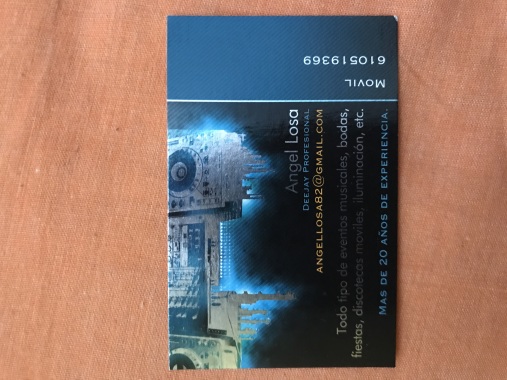 Angel Losa
Deejay Profesional
angellosa82@gmail.com
Todo tipo de eventos musicales, bodas,
fiestas, discotecas moviles, iluminación, etc.
Mas de 20 años de experiencia.
Movil
610519369